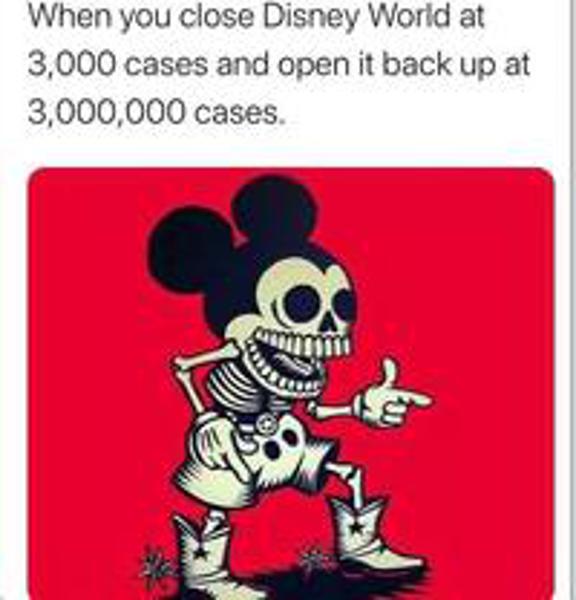 When you close Disney World at
3,000 cases and open it back up at
3,000,000 cases.